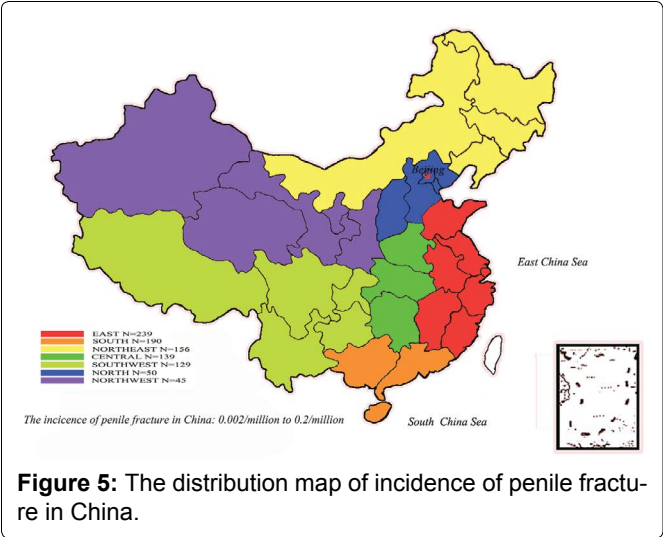 Beijing
East China Sea
EAST N=239
SOUTH N=190
NORTHEAST N=156
CENTRAL N=139
SOUTHWEST N=129
NORTH N=50
NORTHWEST N=45
The incicence of penile fracture in China: 0.002/million to 0.2/million
South China Sea
Figure 5: The distribution map of incidence of penile fractu-
re in China.